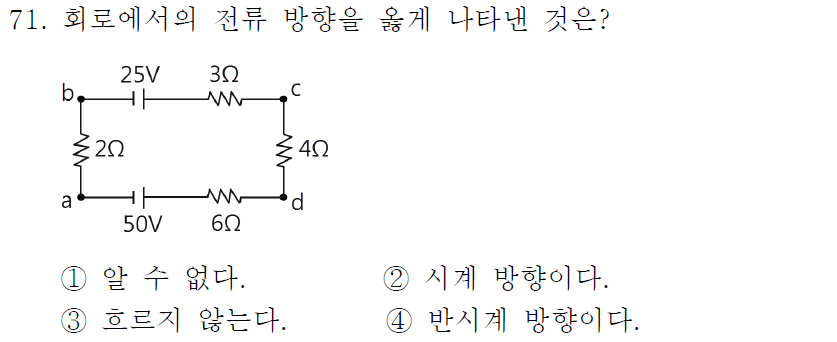 71. 회로에서의 전류 방향을 옳게 나타낸 것은?
25V 3Ω
b c
2Ω 4Ω
a d
50V 6Ω
① 알 수 없다. ② 시계 방향이다.
③ 흐르지 않는다. ④ 반시계 방향이다.